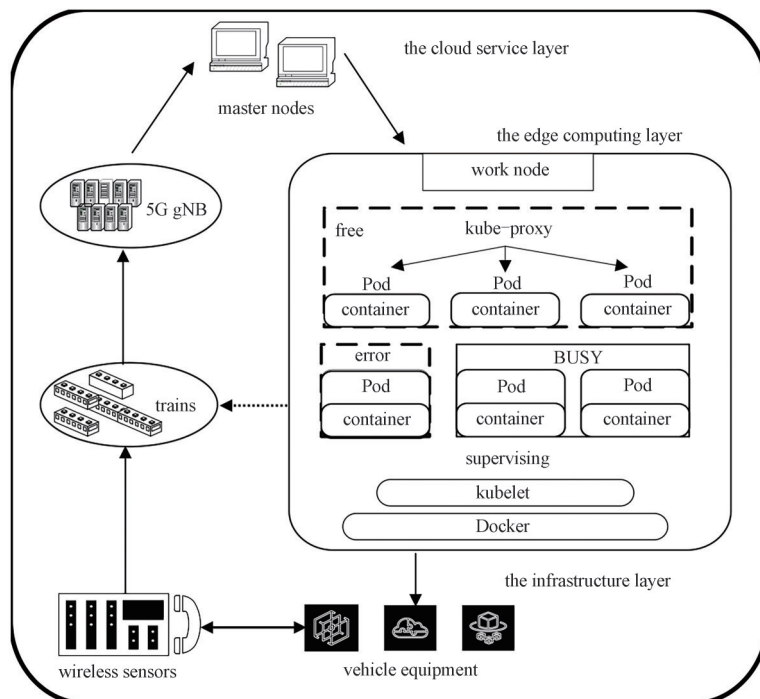 the cloud service layer
master nodes
the edge computing layer
work node
5G gNB
free
kube-proxy
Pod
Pod
Pod
container
container
container
error
BUSY
Pod
Pod
Pod
container
container
container
trains
supervising
kubelet
Docker
the infrastructure layer
wireless sensors
vehicle equipment